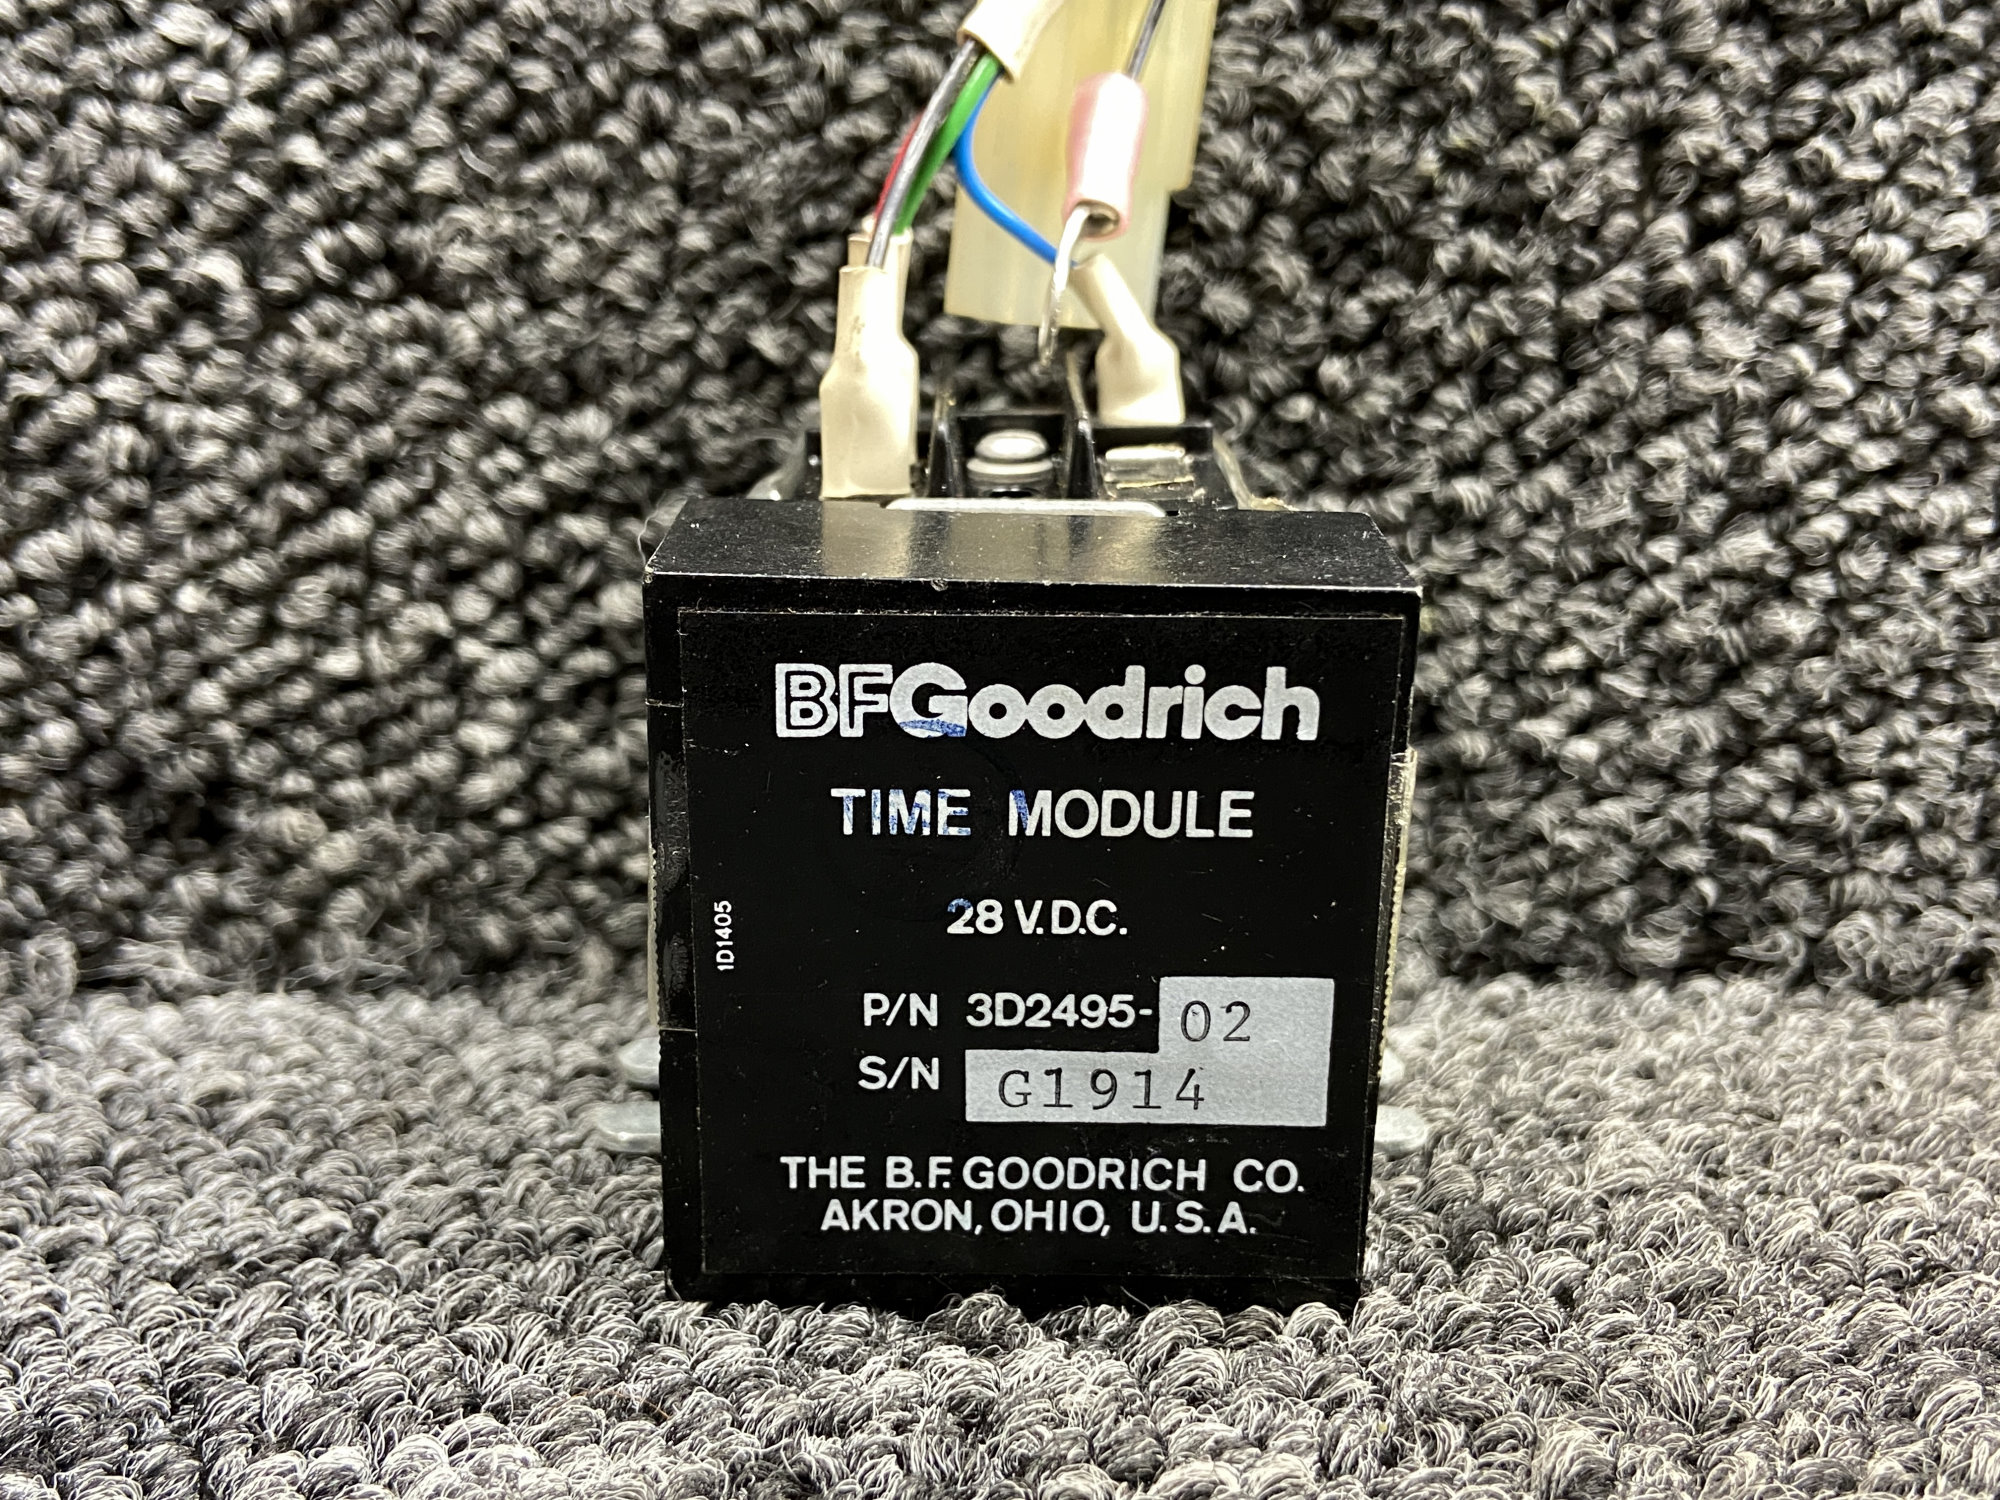 BFGoodrich
TIME MODULE
28 V.D.C.
1D1405
P/N 3D2495-02
S/N G1914
THE B.F. GOODRICH CO.
AKRON, OHIO, U.S.A.